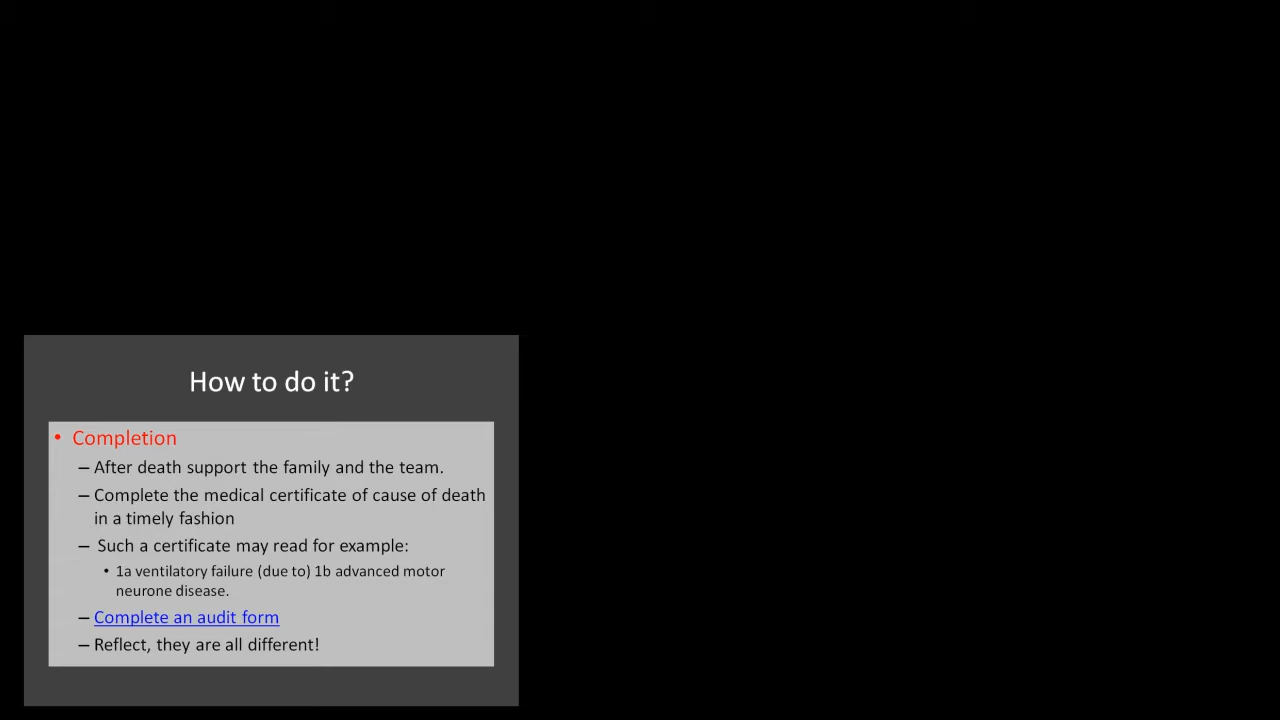 How to do it?
• Completion
– After death support the family and the team.
– Complete the medical certificate of cause of death
in a timely fashion
– Such a certificate may read for example:
• 1a ventilatory failure (due to) 1b advanced motor
neurone disease.
– Complete an audit form
– Reflect, they are all different!